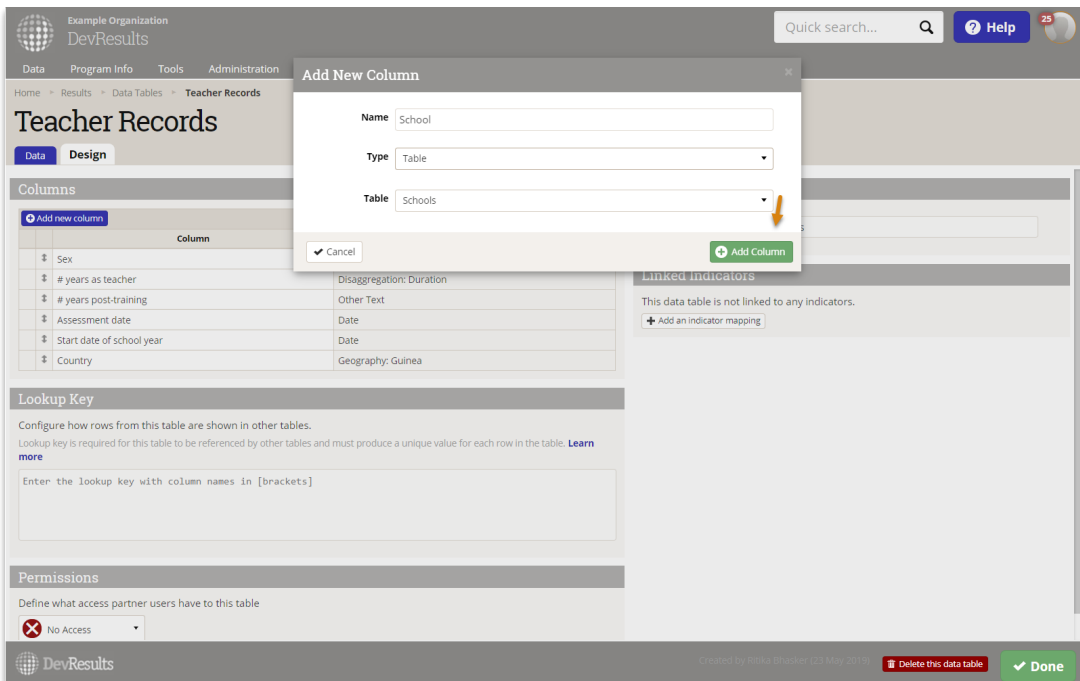 Example Organization
DevResults
Quick search...
Help
25
Data Program Info Tools Administration
Home Results Data Tables Teacher Records
Teacher Records
Data Design
Add New Column
×
Name School
Type Table
Table Schools
Cancel
Add Column
Columns
Add new column
Column
Sex
# years as teacher Disaggregation: Duration
# years post-training Other Text
Assessment date Date
Start date of school year Date
Country Geography: Guinea
Linked Indicators
This data table is not linked to any indicators.
Add an indicator mapping
Lookup Key
Configure how rows from this table are shown in other tables.
Lookup key is required for this table to be referenced by other tables and must produce a unique value for each row in the table. Learn
more
Enter the lookup key with column names in [brackets]
Permissions
Define what access partner users have to this table
No Access
DevResults
Created by Ritika Bhasker (23 May 2019)
Delete this data table
Done